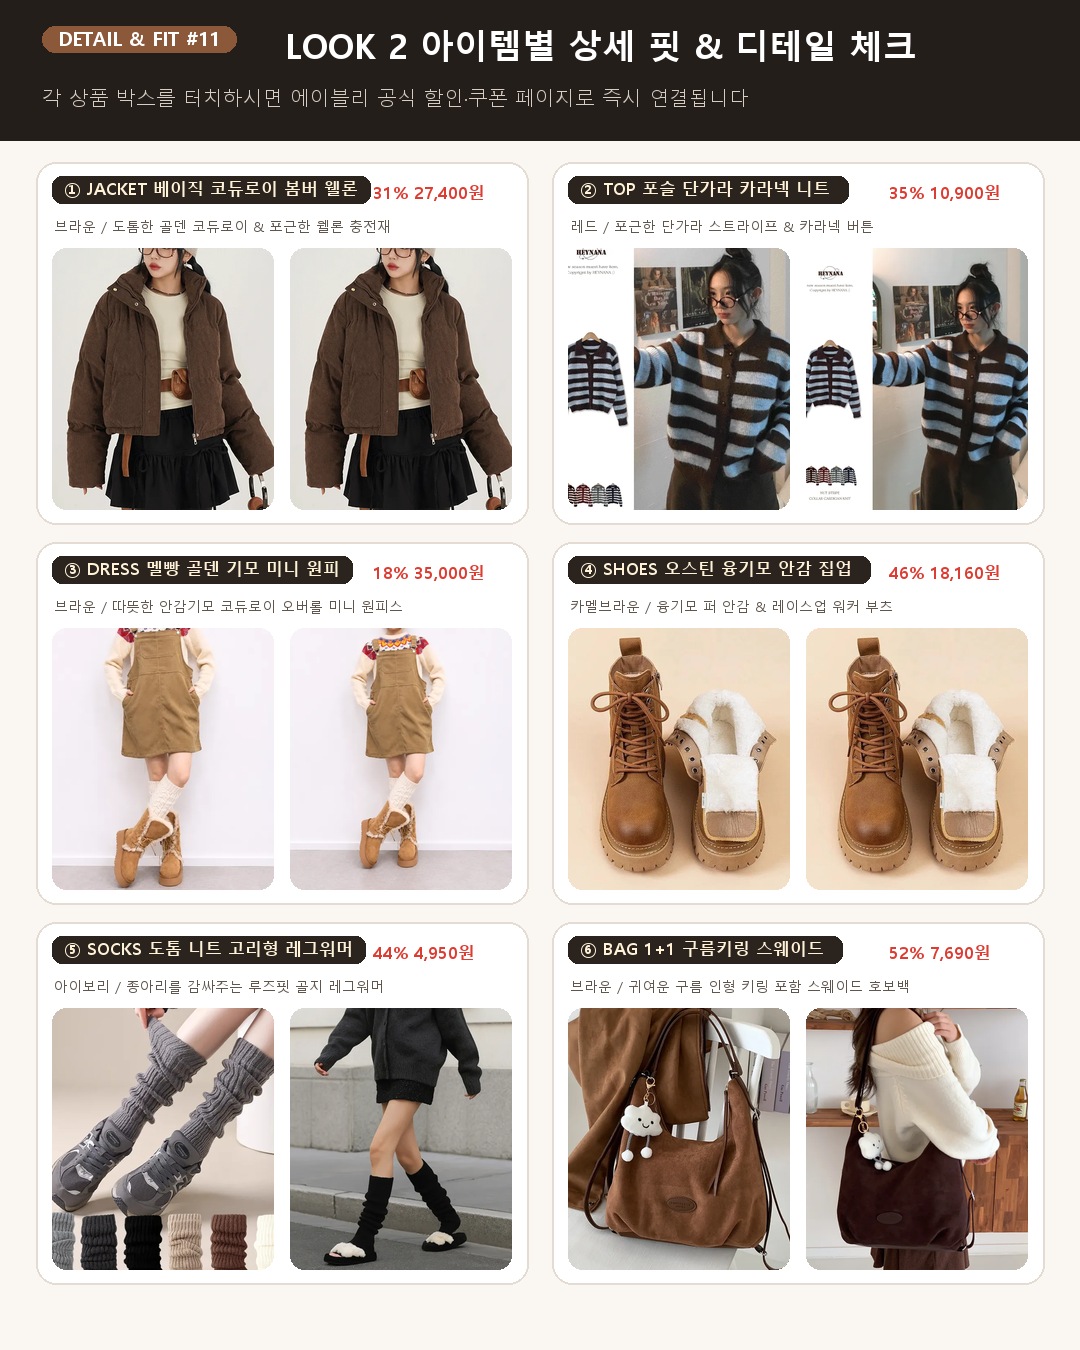 DETAIL & FIT #11
LOOK 2 아이템별 상세 핏 & 디테일 체크
각 상품 박스를 터치하시면 에이블리 공식 할인·쿠폰 페이지로 즉시 연결됩니다
① JACKET 베이직 코듀로이 봄버 웰론
31% 27,400원
브라운 / 도톰한 골덴 코듀로이 & 포근한 웰론 충전재
② TOP 포슬 단가라 카라넥 니트
35% 10,900원
레드 / 포근한 단가라 스트라이프 & 카라넥 버튼
HEYNANA
HEYNANA
③ DRESS 멜빵 골덴 기모 미니 원피
18% 35,000원
브라운 / 따뜻한 안감기모 코듀로이 오버롤 미니 원피스
④ SHOES 오스틴 융기모 안감 집업
46% 18,160원
카멜브라운 / 융기모 퍼 안감 & 레이스업 워커 부츠
⑤ SOCKS 도톰 니트 고리형 레그워머
44% 4,950원
아이보리 / 종아리를 감싸주는 루즈핏 골지 레그워머
⑥ BAG 1+1 구름키링 스웨이드
52% 7,690원
브라운 / 귀여운 구름 인형 키링 포함 스웨이드 호보백